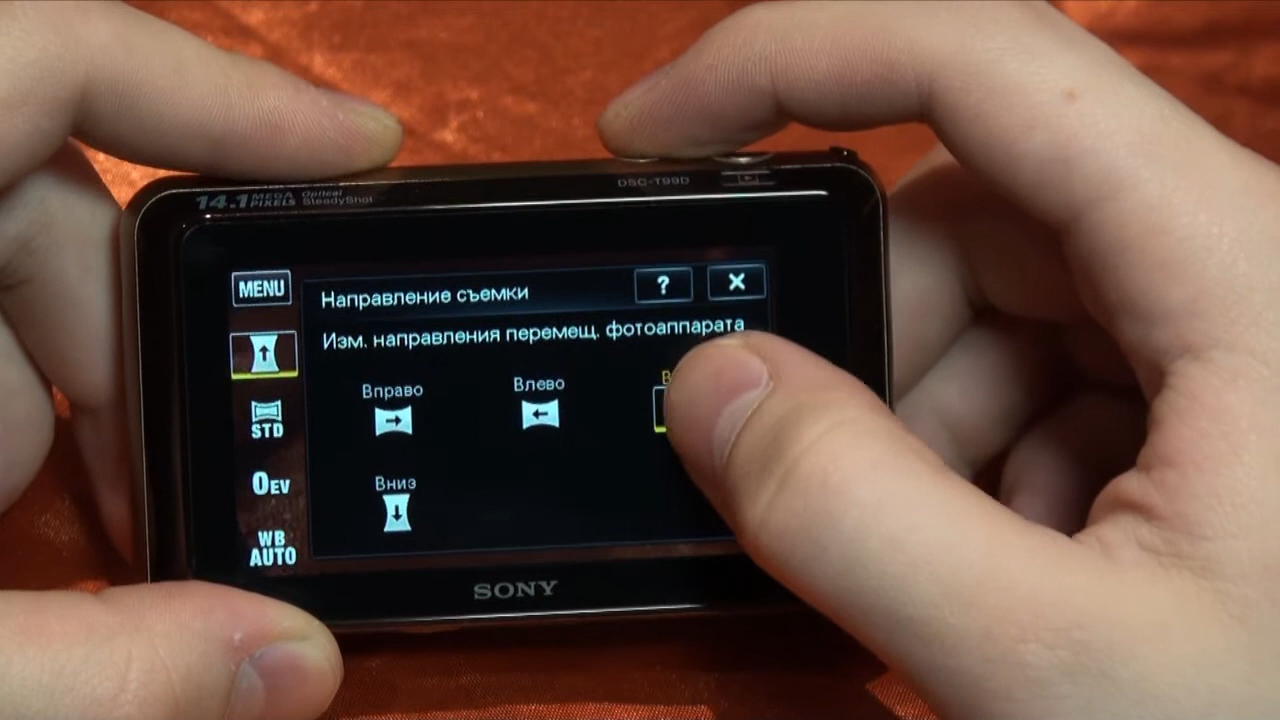 14.1 MEGA PIXELS Optical SteadyShot
DSC-T99D
MENU
Направление съемки
?
X
Изм. направления перемещ. фотоаппарата
Вправо
Влево
STD
0EV
Вниз
WB
AUTO
SONY